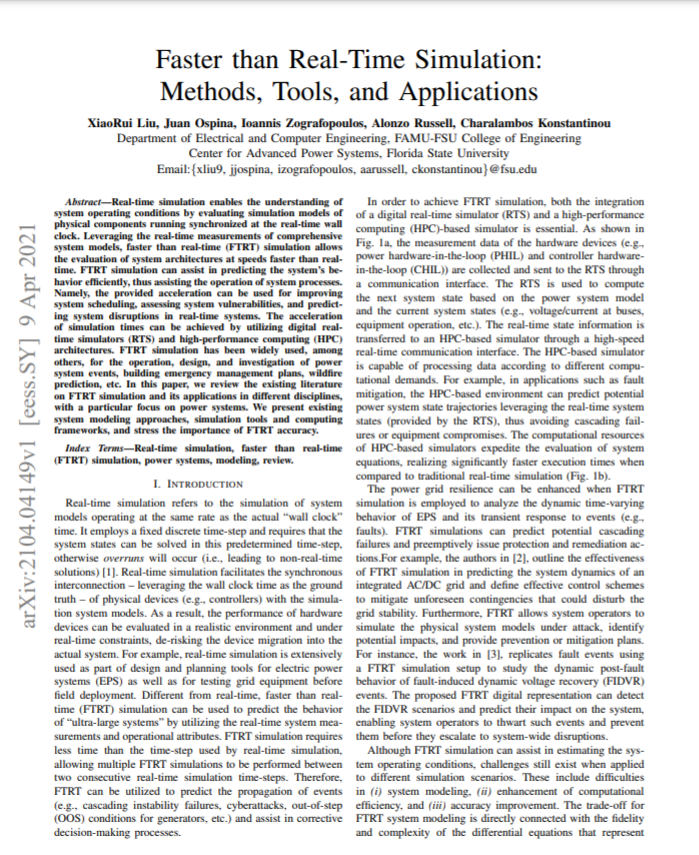 Faster than Real-Time Simulation:
Methods, Tools, and Applications
XiaoRui Liu, Juan Ospina, Ioannis Zografopoulos, Alonzo Russell, Charalambos Konstantinou
Department of Electrical and Computer Engineering, FAMU-FSU College of Engineering
Center for Advanced Power Systems, Florida State University
Email:{xliu9, jjospina, izografopoulos, aarussell, ckonstantinou}@fsu.edu
arXiv:2104.04149v1 [eess.SY] 9 Apr 2021
Abstract—Real-time simulation enables the understanding of
system operating conditions by evaluating simulation models of
physical components running synchronized at the real-time wall
clock. Leveraging the real-time measurements of comprehensive
system models, faster than real-time (FTRT) simulation allows
the evaluation of system architectures at speeds faster than real-
time. FTRT simulation can assist in predicting the system's be-
havior efficiently, thus assisting the operation of system processes.
Namely, the provided acceleration can be used for improving
system scheduling, assessing system vulnerabilities, and predict-
ing system disruptions in real-time systems. The acceleration
of simulation times can be achieved by utilizing digital real-
time simulators (RTS) and high-performance computing (HPC)
architectures. FTRT simulation has been widely used, among
others, for the operation, design, and investigation of power
system events, building emergency management plans, wildfire
prediction, etc. In this paper, we review the existing literature
on FTRT simulation and its applications in different disciplines,
with a particular focus on power systems. We present existing
system modeling approaches, simulation tools and computing
frameworks, and stress the importance of FTRT accuracy.
Index Terms—Real-time simulation, faster than real-time
(FTRT) simulation, power systems, modeling, review.
I. INTRODUCTION
Real-time simulation refers to the simulation of system
models operating at the same rate as the actual “wall clock”
time. It employs a fixed discrete time-step and requires that the
system states can be solved in this predetermined time-step,
otherwise overruns will occur (i.e., leading to non-real-time
solutions) [1]. Real-time simulation facilitates the synchronous
interconnection – leveraging the wall clock time as the ground
truth – of physical devices (e.g., controllers) with the simula-
tion system models. As a result, the performance of hardware
devices can be evaluated in a realistic environment and under
real-time constraints, de-risking the device migration into the
actual system. For example, real-time simulation is extensively
used as part of design and planning tools for electric power
systems (EPS) as well as for testing grid equipment before
field deployment. Different from real-time, faster than real-
time (FTRT) simulation can be used to predict the behavior
of “ultra-large systems” by utilizing the real-time system mea-
surements and operational attributes. FTRT simulation requires
less time than the time-step used by real-time simulation,
allowing multiple FTRT simulations to be performed between
two consecutive real-time simulation time-steps. Therefore,
FTRT can be utilized to predict the propagation of events
(e.g., cascading instability failures, cyberattacks, out-of-step
(OOS) conditions for generators, etc.) and assist in corrective
decision-making processes.
In order to achieve FTRT simulation, both the integration
of a digital real-time simulator (RTS) and a high-performance
computing (HPC)-based simulator is essential. As shown in
Fig. 1a, the measurement data of the hardware devices (e.g.,
power hardware-in-the-loop (PHIL) and controller hardware-
in-the-loop (CHIL)) are collected and sent to the RTS through
a communication interface. The RTS is used to compute
the next system state based on the power system model
and the current system states (e.g., voltage/current at buses,
equipment operation, etc.). The real-time state information is
transferred to an HPC-based simulator through a high-speed
real-time communication interface. The HPC-based simulator
is capable of processing data according to different compu-
tational demands. For example, in applications such as fault
mitigation, the HPC-based environment can predict potential
power system state trajectories leveraging the real-time system
states (provided by the RTS), thus avoiding cascading fail-
ures or equipment compromises. The computational resources
of HPC-based simulators expedite the evaluation of system
equations, realizing significantly faster execution times when
compared to traditional real-time simulation (Fig. 1b).
The power grid resilience can be enhanced when FTRT
simulation is employed to analyze the dynamic time-varying
behavior of EPS and its transient response to events (e.g.,
faults). FTRT simulations can predict potential cascading
failures and preemptively issue protection and remediation ac-
tions.For example, the authors in [2], outline the effectiveness
of FTRT simulation in predicting the system dynamics of an
integrated AC/DC grid and define effective control schemes
to mitigate unforeseen contingencies that could disturb the
grid stability. Furthermore, FTRT allows system operators to
simulate the physical system models under attack, identify
potential impacts, and provide prevention or mitigation plans.
For instance, the work in [3], replicates fault events using
a FTRT simulation setup to study the dynamic post-fault
behavior of fault-induced dynamic voltage recovery (FIDVR)
events. The proposed FTRT digital representation can detect
the FIDVR scenarios and predict their impact on the system,
enabling system operators to thwart such events and prevent
them before they escalate to system-wide disruptions.
Although FTRT simulation can assist in estimating the sys-
tem operating conditions, challenges still exist when applied
to different simulation scenarios. These include difficulties
in (i) system modeling, (ii) enhancement of computational
efficiency, and (iii) accuracy improvement. The trade-off for
FTRT system modeling is directly connected with the fidelity
and complexity of the differential equations that represent